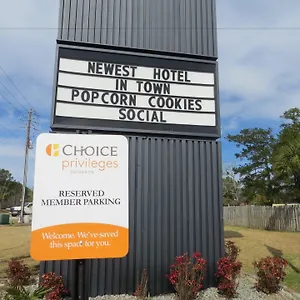 NEWEST HOTEL
IN TOWN
POPCORN COOKIES
SOCIAL
CHOICE
privileges
RESERVED
MEMBER PARKING
Welcome. We've saved
this space for you.